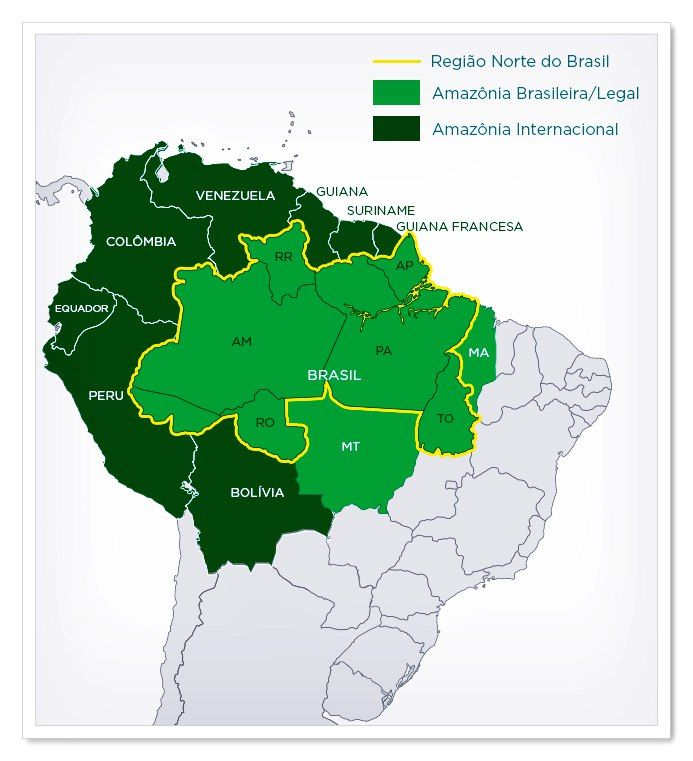 Região Norte do Brasil
Amazônia Brasileira/Legal
Amazônia Internacional
VENEZUELA
GUIANA
SURINAME
GUIANA FRANCESA
COLÔMBIA
RR
AP
EQUADOR
AM
PA
MA
BRASIL
PERU
RO
TO
MT
BOLÍVIA